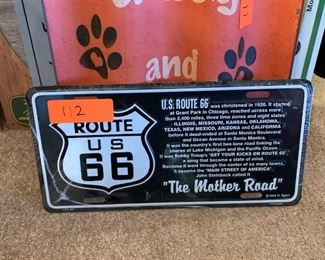 and
112
ROUTE
US
66
U.S. ROUTE 66 was christened in 1926. It started
at Grant Park in Chicago, reached across more
than 2,400 miles, three time zones and eight states
ILLINOIS, MISSOURI, KANSAS, OKLAHOMA,
TEXAS, NEW MEXICO, ARIZONA and CALIFORNIA
before it dead-ended at Santa Monica Boulevard
and Ocean Avenue in Santa Monica.
It was the country's first two-lane road linking the
shores of Lake Michigan and the Pacific Ocean
It was Bobby Troup's "GET YOUR KICKS ON ROUTE 66",
a song that became a state of mind.
Because it went through the center of so many towns,
it became the "MAIN STREET OF AMERICA".
John Steinbeck called it
"The Mother Road"